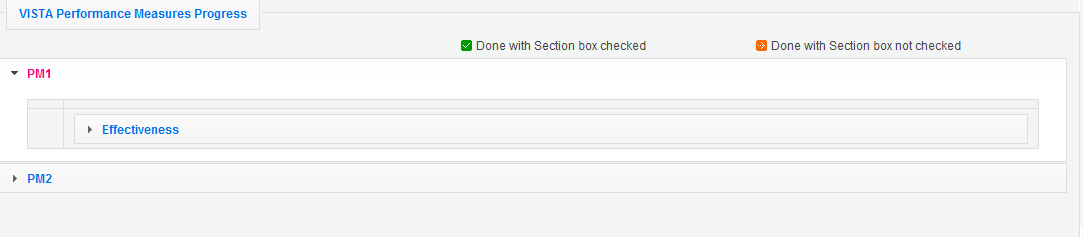 VISTA Performance Measures Progress
Done with Section box checked
Done with Section box not checked
PM1
Effectiveness
PM2